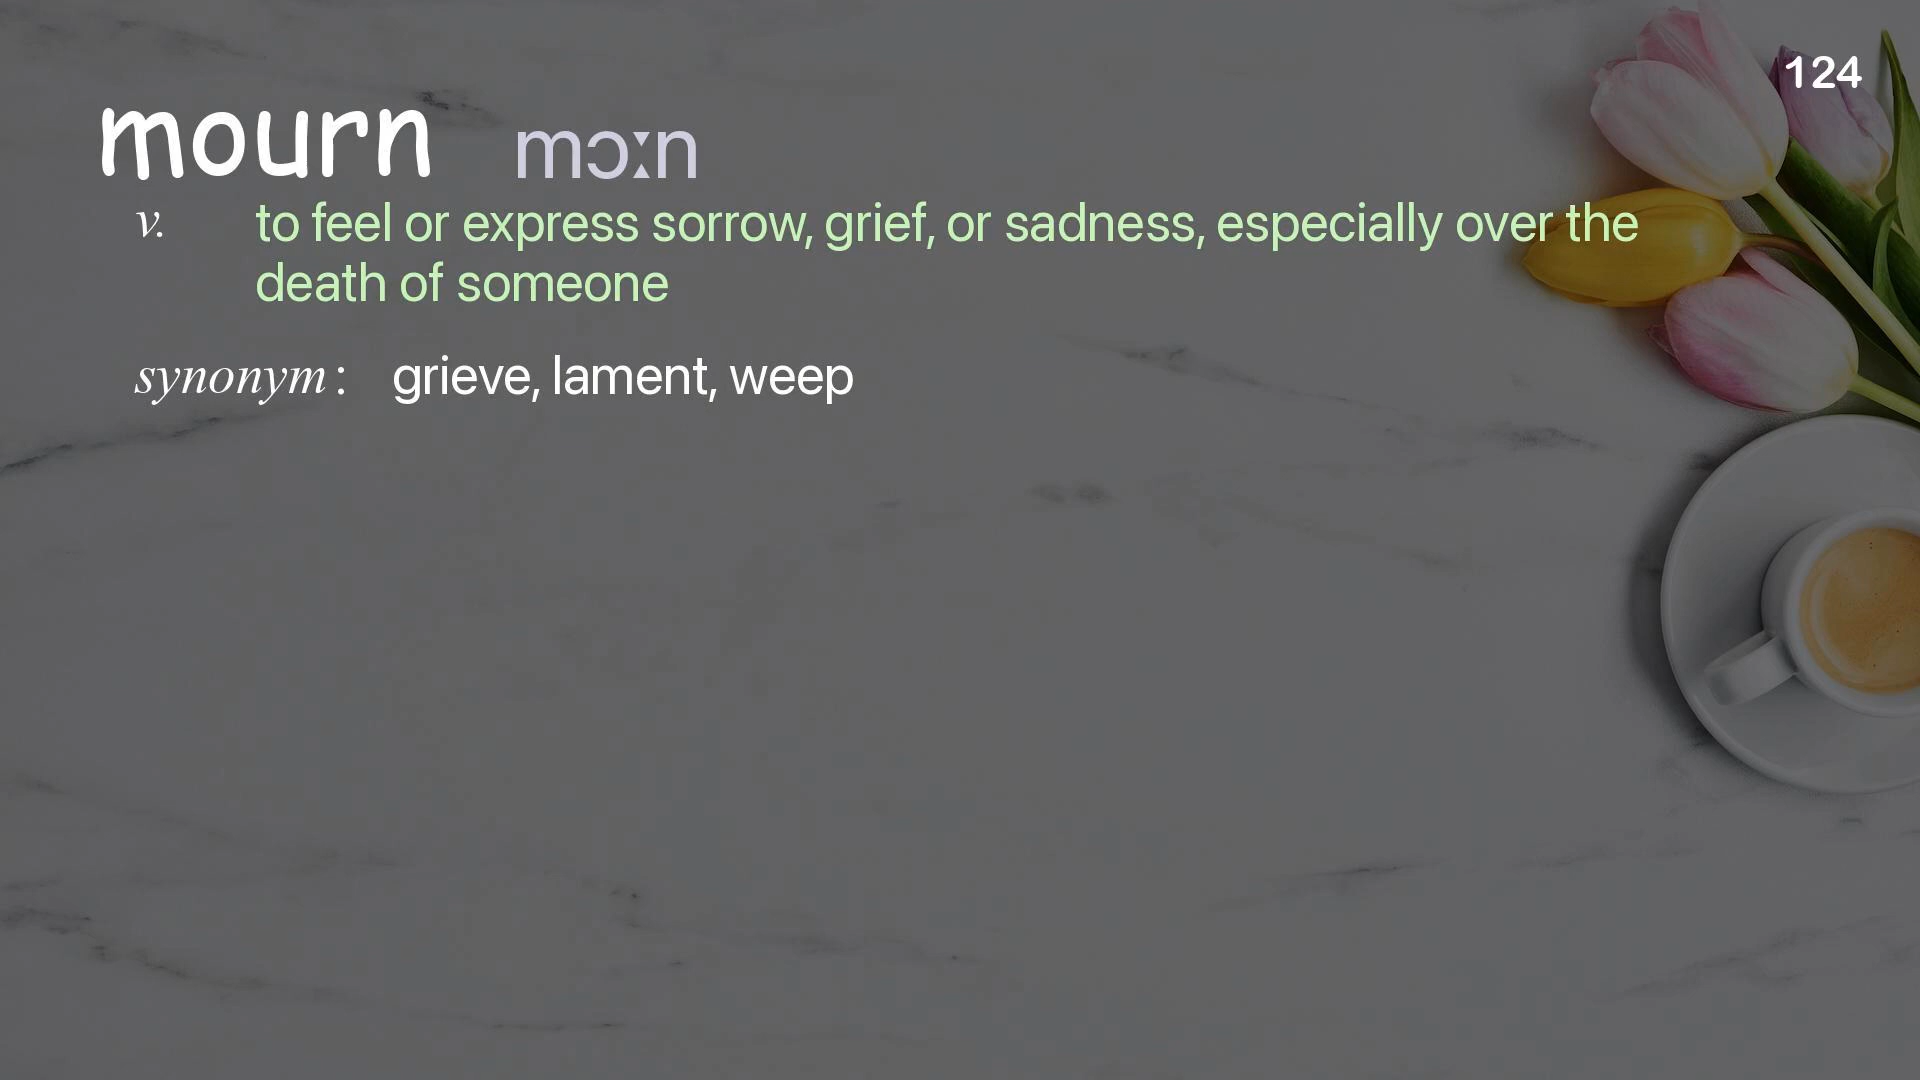 124
mourn mɔːn
v. to feel or express sorrow, grief, or sadness, especially over the
death of someone
synonym: grieve, lament, weep